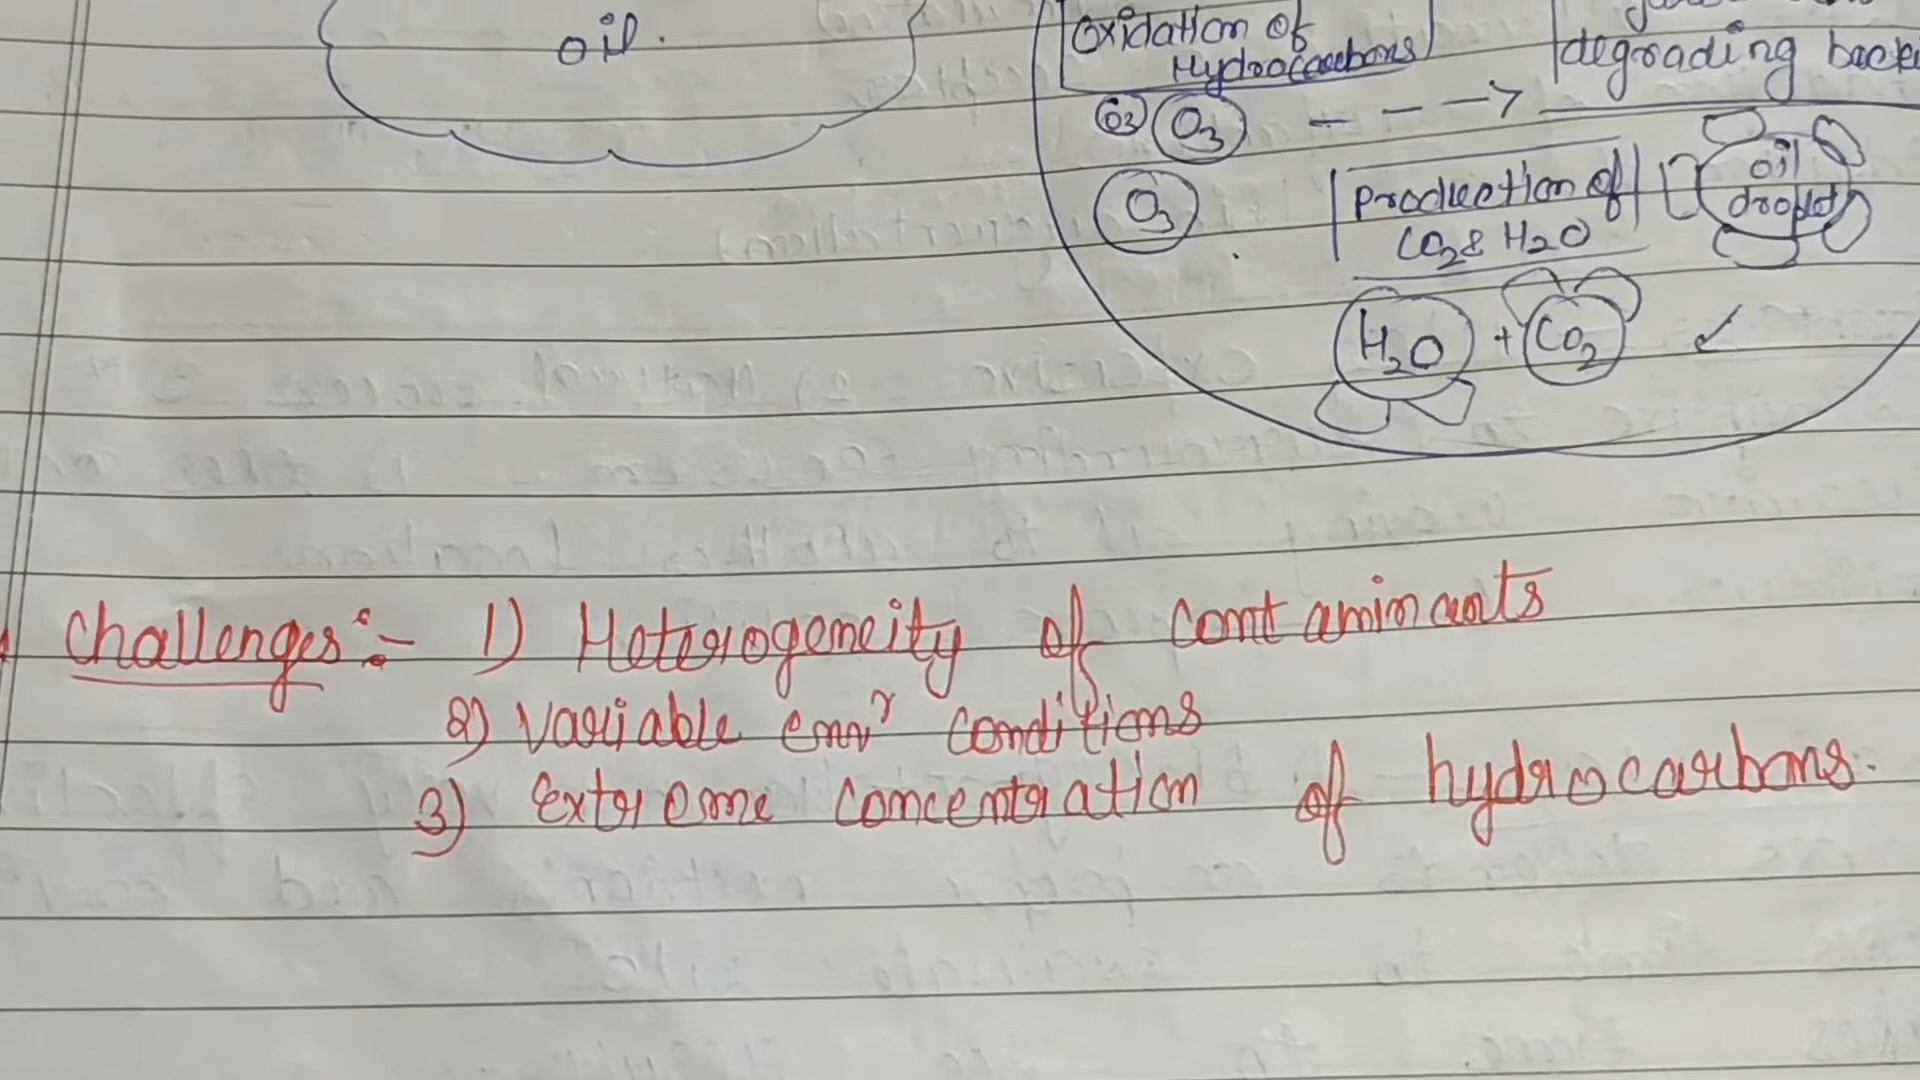 oil.
Oxidation of
Hydrocarbons
degrading
O3 O3
O3
production of
CO2 & H2O
oil
droplet
H2O + CO2
Challenges :- 1) Heterogeneity of contaminants
2) Variable envr conditions
3) Extreme concentration of hydrocarbons.